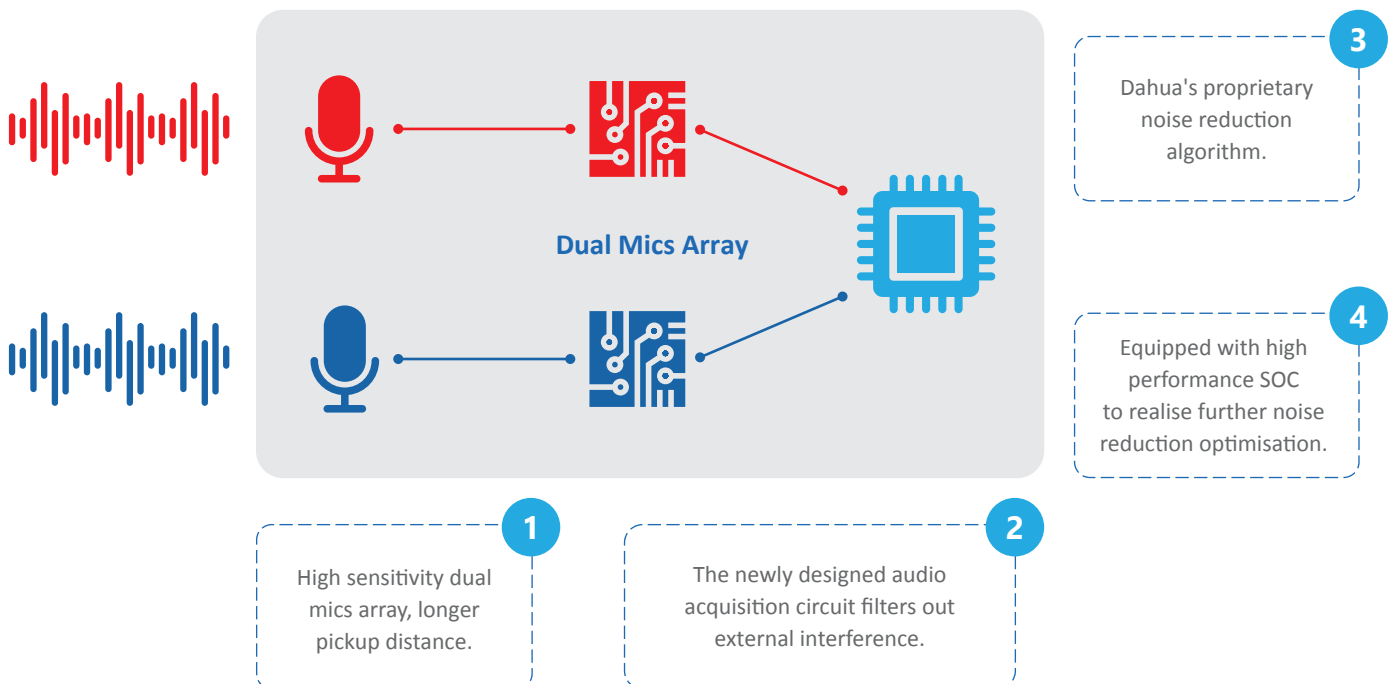 Dual Mics Array
3
Dahua's proprietary
noise reduction
algorithm.
4
Equipped with high
performance SOC
to realise further noise
reduction optimisation.
1
High sensitivity dual
mics array, longer
pickup distance.
2
The newly designed audio
acquisition circuit filters out
external interference.